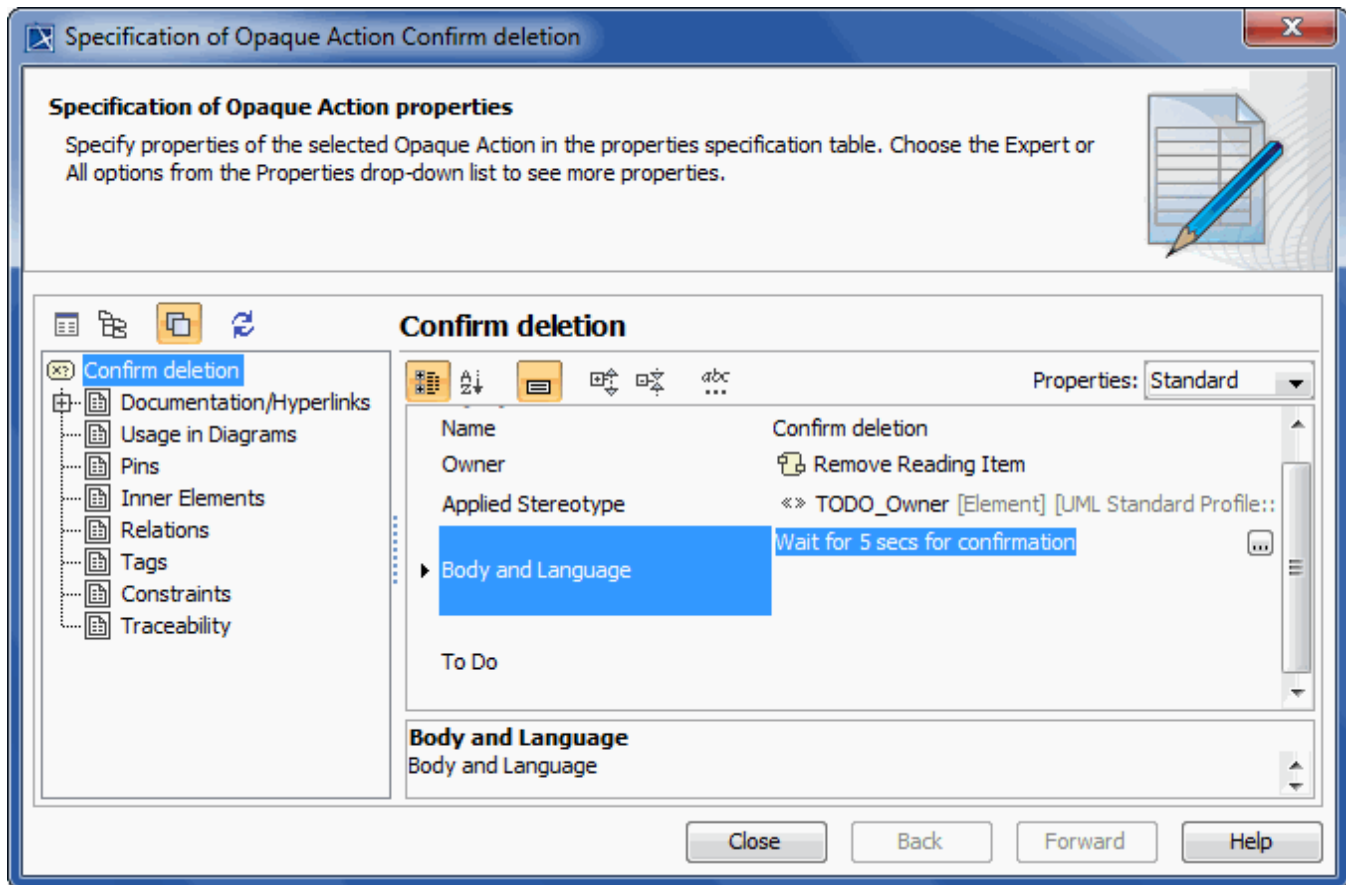 Specification of Opaque Action Confirm deletion
Specification of Opaque Action properties
Specify properties of the selected Opaque Action in the properties specification table. Choose the Expert or
All options from the Properties drop-down list to see more properties.
Confirm deletion
Confirm deletion
Documentation/Hyperlinks
Usage in Diagrams
Pins
Inner Elements
Relations
Tags
Constraints
Traceability
Properties: Standard
Name Confirm deletion
Owner Remove Reading Item
Applied Stereotype «» TODO_Owner [Element] [UML Standard Profile::
Body and Language Wait for 5 secs for confirmation ...
To Do
Body and Language
Body and Language
Close Back Forward Help